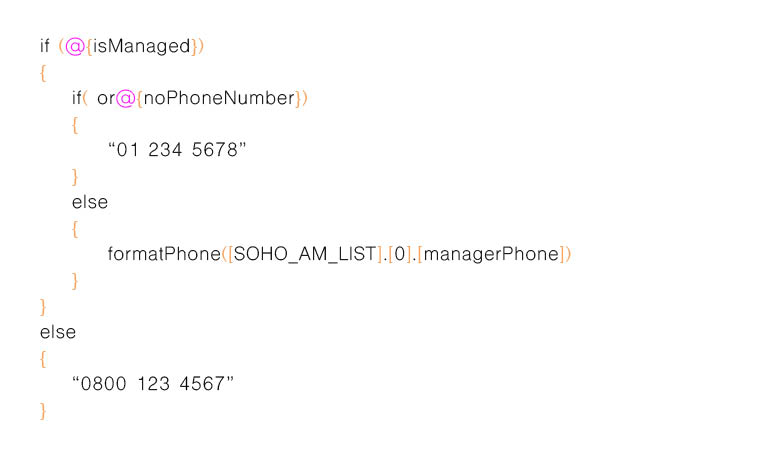 if (@{isManaged})
{
if( or@{noPhoneNumber})
{
“01 234 5678”
}
else
{
formatPhone([SOHO_AM_LIST].[0].[managerPhone])
}
}
else
{
“0800 123 4567”
}